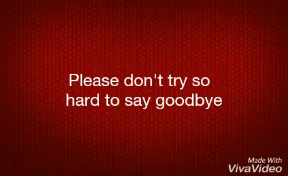 Please don't try so
hard to say goodbye
Made With
VivaVideo